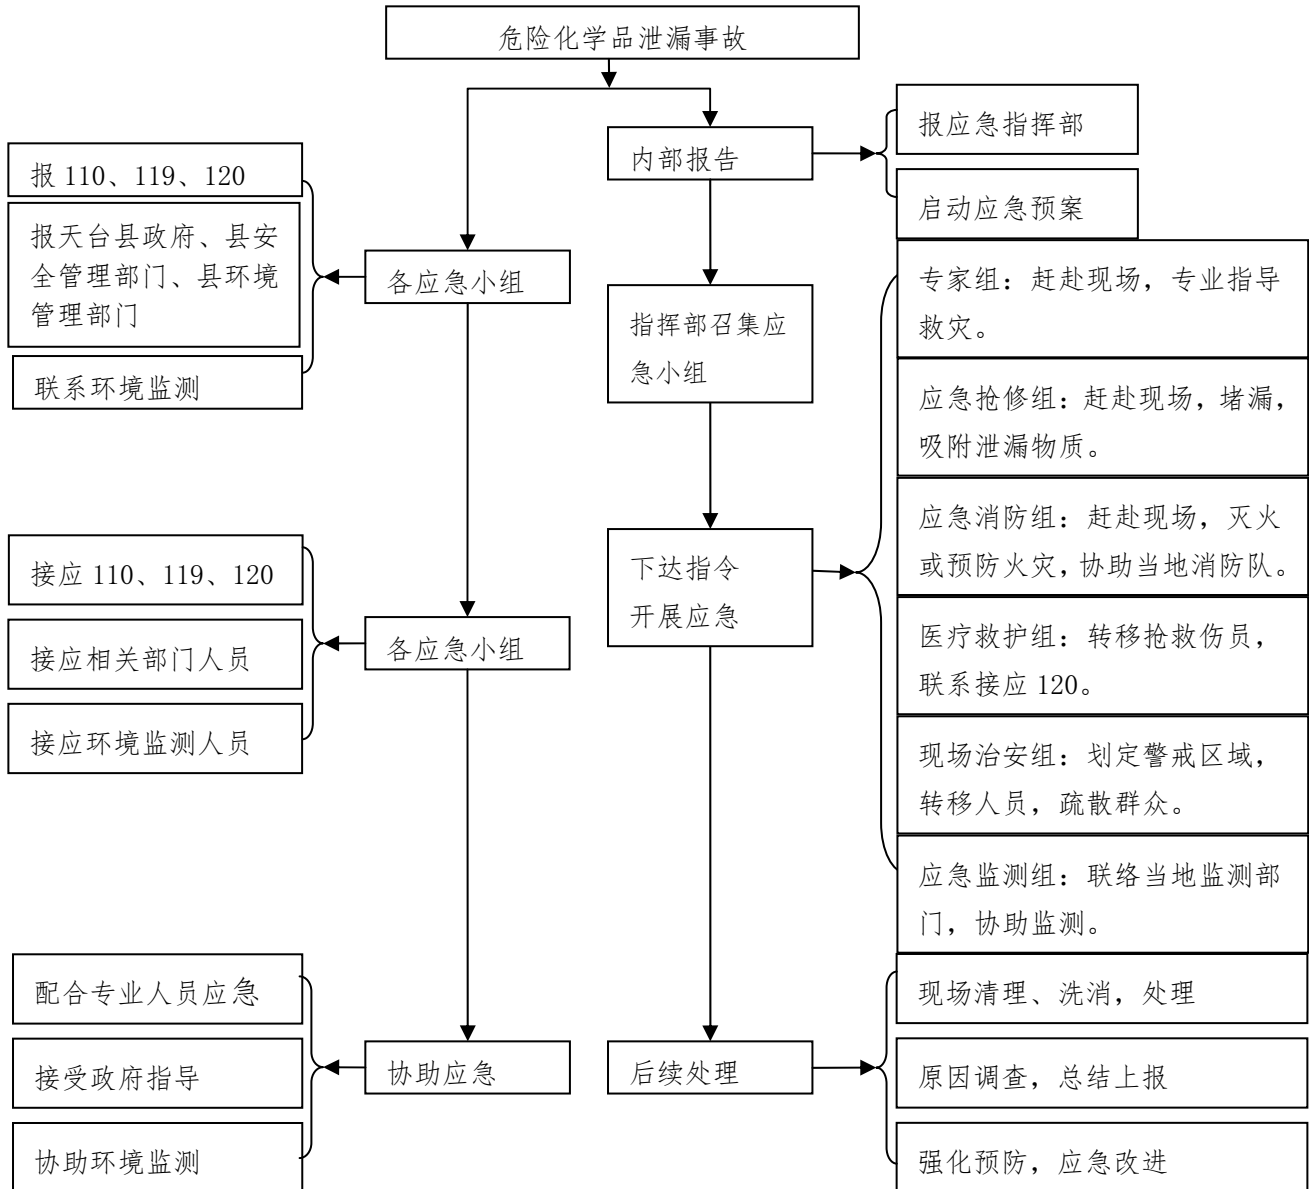 危险化学品泄漏事故
内部报告
报应急指挥部
启动应急预案
报 110、119、120
报天台县政府、县安
全管理部门、县环境
管理部门
联系环境监测
各应急小组
指挥部召集应
急小组
专家组：赶赴现场，专业指导
救灾。
应急抢修组：赶赴现场，堵漏，
吸附泄漏物质。
应急消防组：赶赴现场，灭火
或预防火灾，协助当地消防队。
医疗救护组：转移抢救伤员，
联系接应 120。
现场治安组：划定警戒区域，
转移人员，疏散群众。
应急监测组：联络当地监测部
门，协助监测。
下达指令
开展应急
接应 110、119、120
接应相关部门人员
接应环境监测人员
各应急小组
配合专业人员应急
接受政府指导
协助环境监测
协助应急
后续处理
现场清理、洗消，处理
原因调查，总结上报
强化预防，应急改进